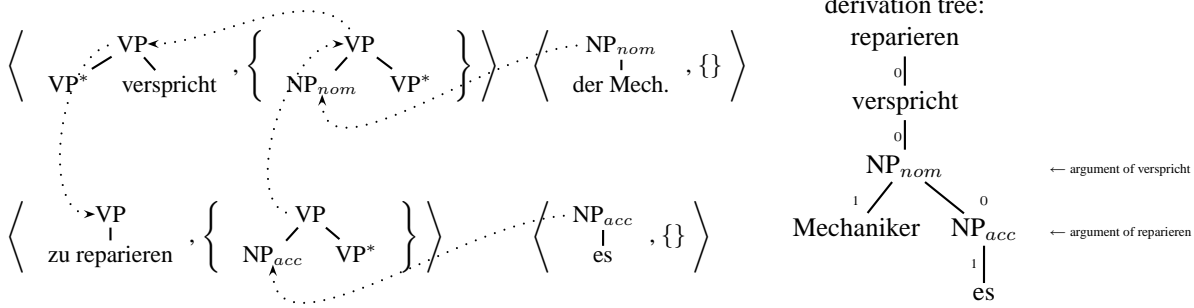 derivation tree:
VP VP NP_nom reparieren
VP* verspricht , { NP_nom VP* } der Mech. , {}
0
verspricht
0
NP_nom ← argument of verspricht
1 0
VP VP NP_acc Mechaniker NP_acc ← argument of reparieren
zu reparieren , { NP_acc VP* } es , {}
1
es